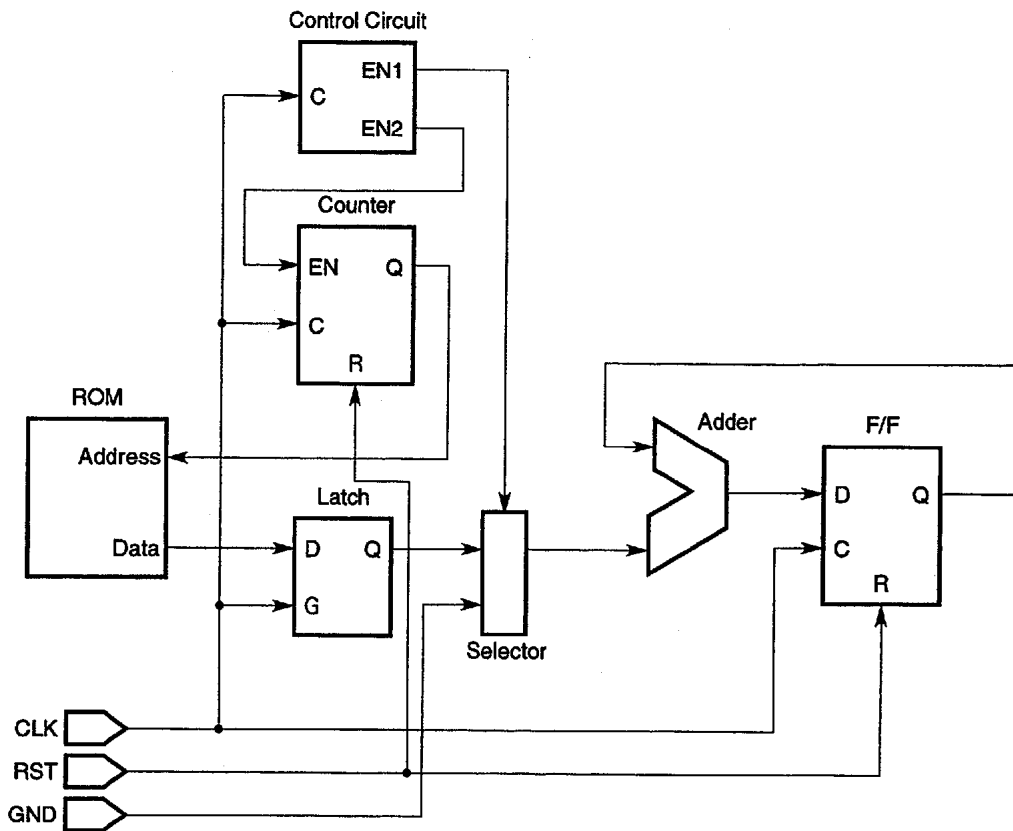 Control Circuit
EN1
C
EN2
Counter
EN Q
C
R
ROM
Address
Data
Latch
D Q
G
Selector
Adder
F/F
D Q
C
R
CLK
RST
GND